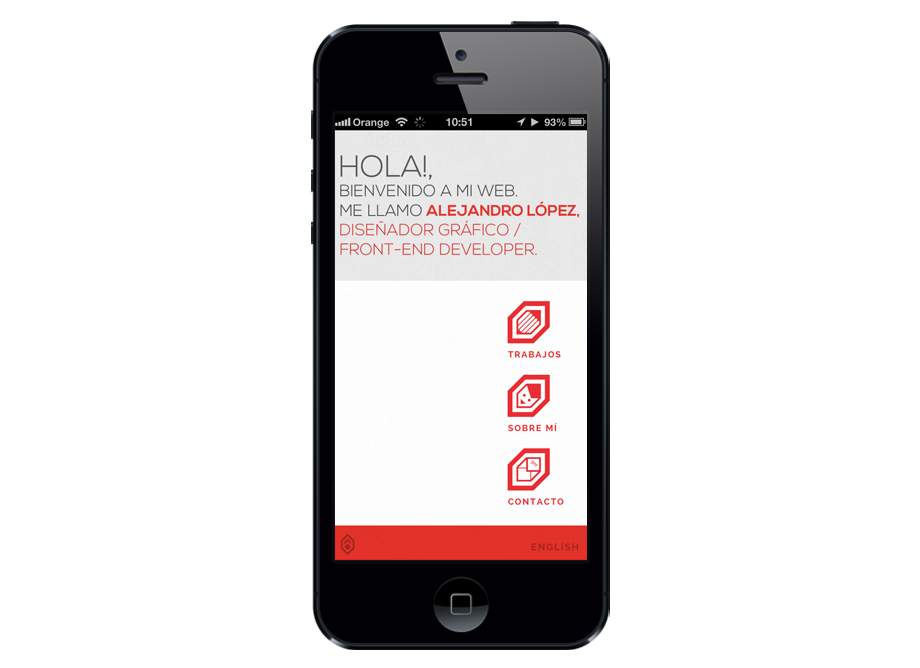 Orange 10:51 93%
HOLA!,
BIENVENIDO A MI WEB.
ME LLAMO ALEJANDRO LÓPEZ,
DISEÑADOR GRÁFICO /
FRONT-END DEVELOPER.
TRABAJOS
SOBRE MÍ
CONTACTO
ENGLISH